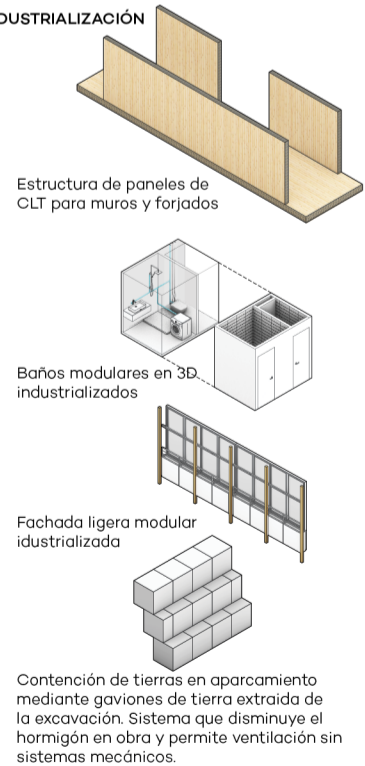 DUSTRIALIZACIÓN
Estructura de paneles de
CLT para muros y forjados
Baños modulares en 3D
industrializados
Fachada ligera modular
idustrializada
Contención de tierras en aparcamiento
mediante gaviones de tierra extraida de
la excavación. Sistema que disminuye el
hormigón en obra y permite ventilación sin
sistemas mecánicos.